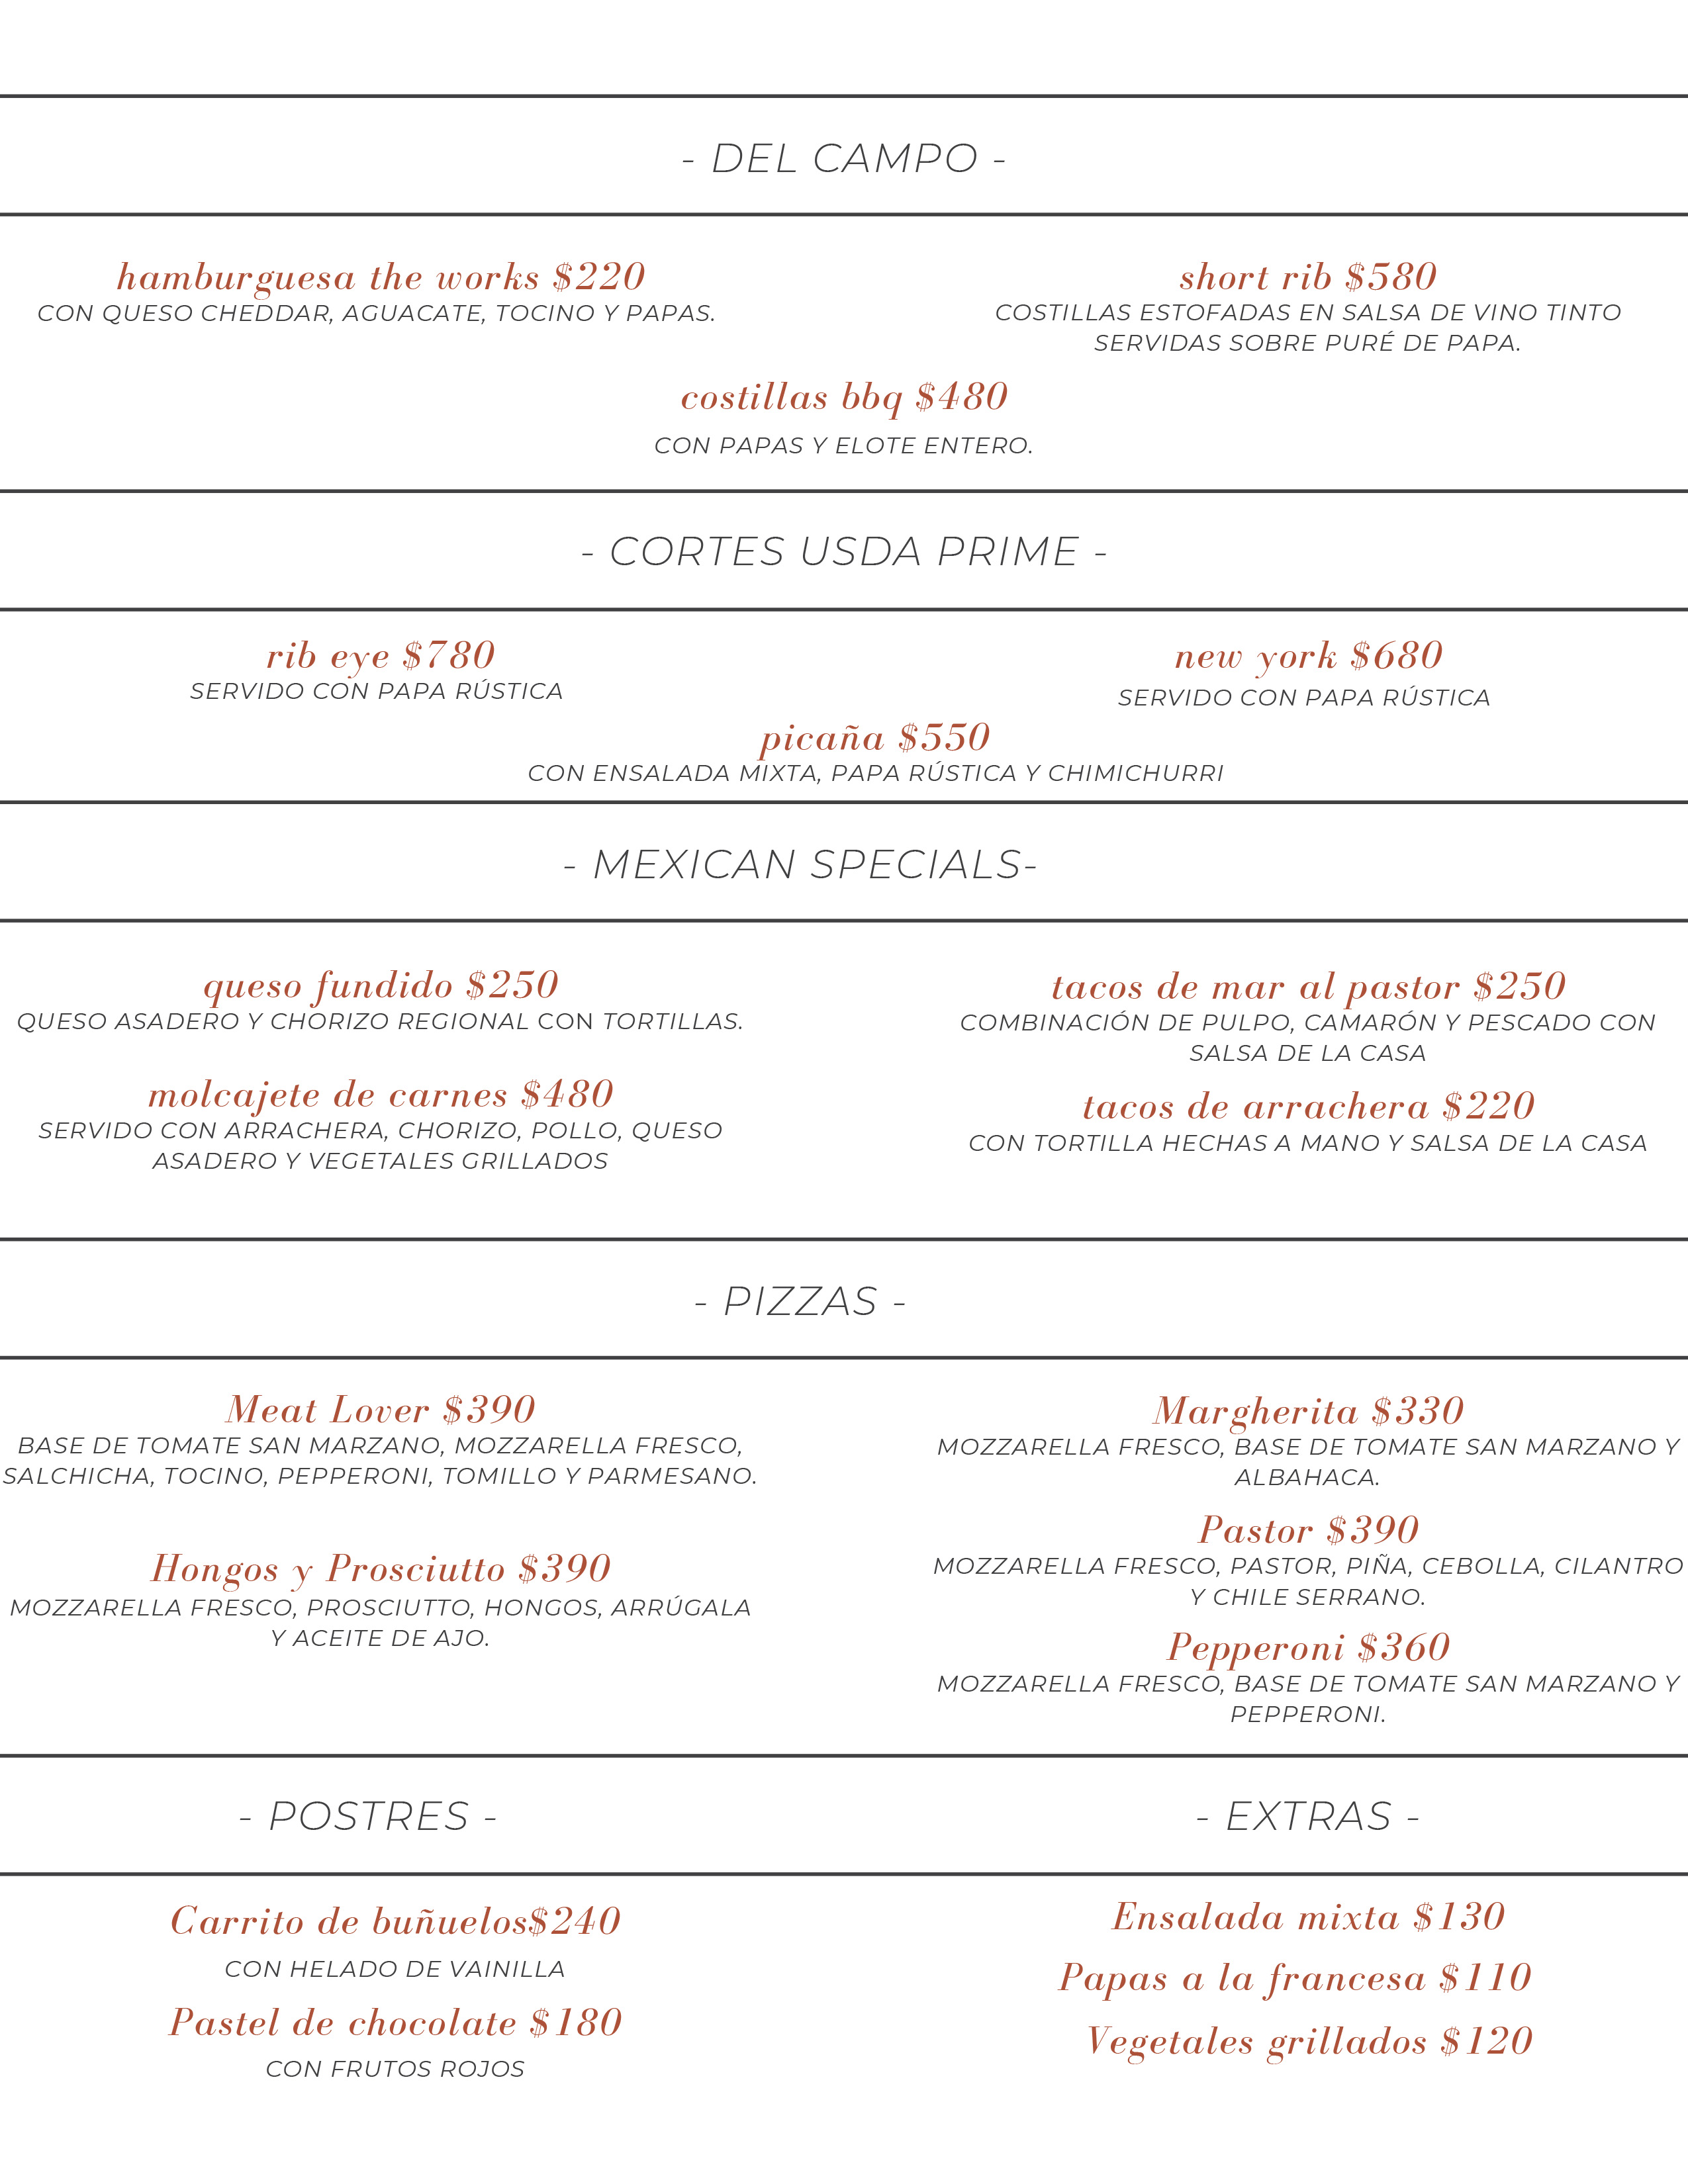 - DEL CAMPO -
hamburguesa the works $220
CON QUESO CHEDDAR, AGUACATE, TOCINO Y PAPAS.
short rib $580
COSTILLAS ESTOFADAS EN SALSA DE VINO TINTO
SERVIDAS SOBRE PURÉ DE PAPA.
costillas bbq $480
CON PAPAS Y ELOTE ENTERO.
- CORTES USDA PRIME -
rib eye $780
SERVIDO CON PAPA RÚSTICA
new york $680
SERVIDO CON PAPA RÚSTICA
picaña $550
CON ENSALADA MIXTA, PAPA RÚSTICA Y CHIMICHURRI
- MEXICAN SPECIALS-
queso fundido $250
QUESO ASADERO Y CHORIZO REGIONAL CON TORTILLAS.
molcajete de carnes $480
SERVIDO CON ARRACHERA, CHORIZO, POLLO, QUESO
ASADERO Y VEGETALES GRILLADOS
tacos de mar al pastor $250
COMBINACIÓN DE PULPO, CAMARÓN Y PESCADO CON
SALSA DE LA CASA
tacos de arrachera $220
CON TORTILLA HECHAS A MANO Y SALSA DE LA CASA
- PIZZAS -
Meat Lover $390
BASE DE TOMATE SAN MARZANO, MOZZARELLA FRESCO,
SALCHICHA, TOCINO, PEPPERONI, TOMILLO Y PARMESANO.
Hongos y Prosciutto $390
MOZZARELLA FRESCO, PROSCIUTTO, HONGOS, ARRÚGALA
Y ACEITE DE AJO.
Margherita $330
MOZZARELLA FRESCO, BASE DE TOMATE SAN MARZANO Y
ALBAHACA.
Pastor $390
MOZZARELLA FRESCO, PASTOR, PIÑA, CEBOLLA, CILANTRO
Y CHILE SERRANO.
Pepperoni $360
MOZZARELLA FRESCO, BASE DE TOMATE SAN MARZANO Y
PEPPERONI.
- POSTRES -
Carrito de buñuelos$240
CON HELADO DE VAINILLA
Pastel de chocolate $180
CON FRUTOS ROJOS
- EXTRAS -
Ensalada mixta $130
Papas a la francesa $110
Vegetales grillados $120